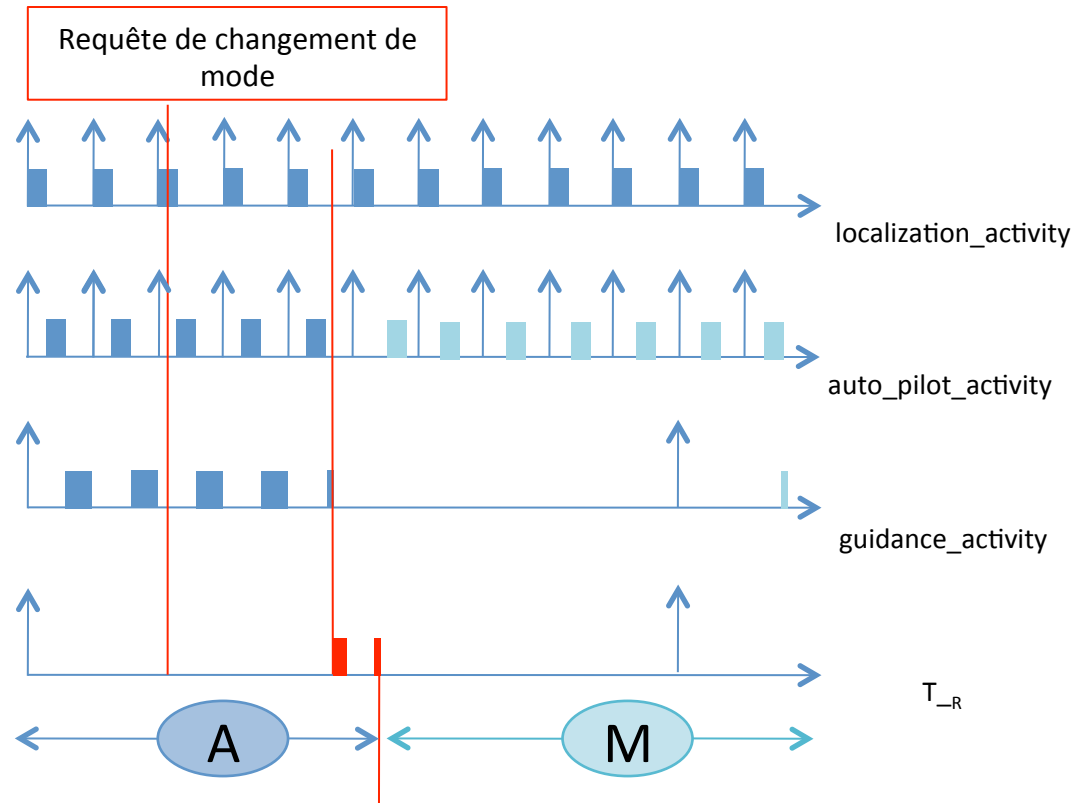 Requête de changement de
mode
localization_activity
auto_pilot_activity
guidance_activity
T_R
A
M